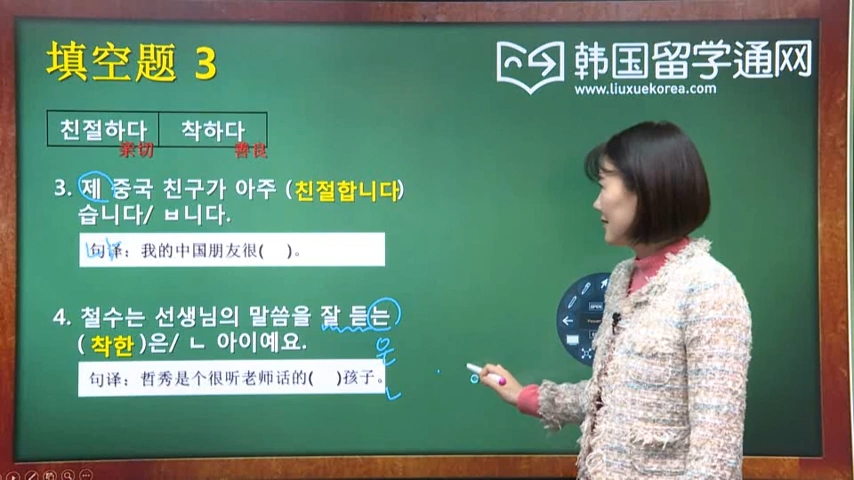 填空题 3
韩国留学通网
www.liuxuekorea.com
친절하다 착하다
亲切 善良
3. 제 중국 친구가 아주 (친절합니다)
습니다/ ㅂ니다.
句译：我的中国朋友很( )。
4. 철수는 선생님의 말씀을 잘 듣는
(착한)은/ ㄴ 아이예요.
은
句译：哲秀是个很听老师话的( )孩子。
ㄴ